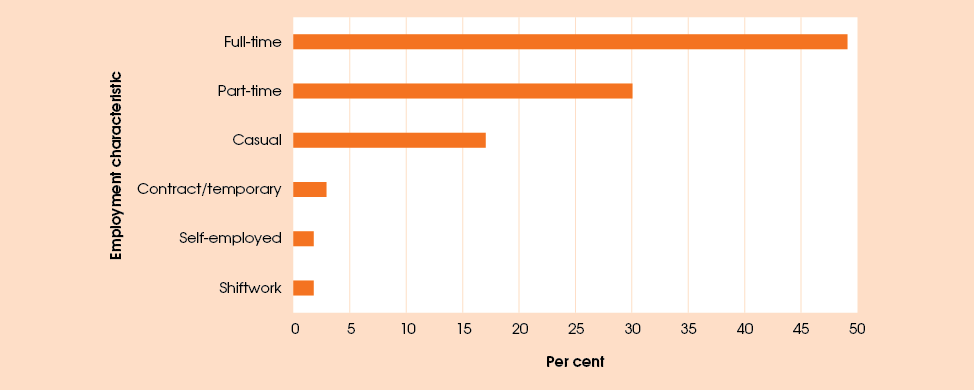 Employment characteristic
Full-time
Part-time
Casual
Contract/temporary
Self-employed
Shiftwork
0 5 10 15 20 25 30 35 40 45 50
Per cent